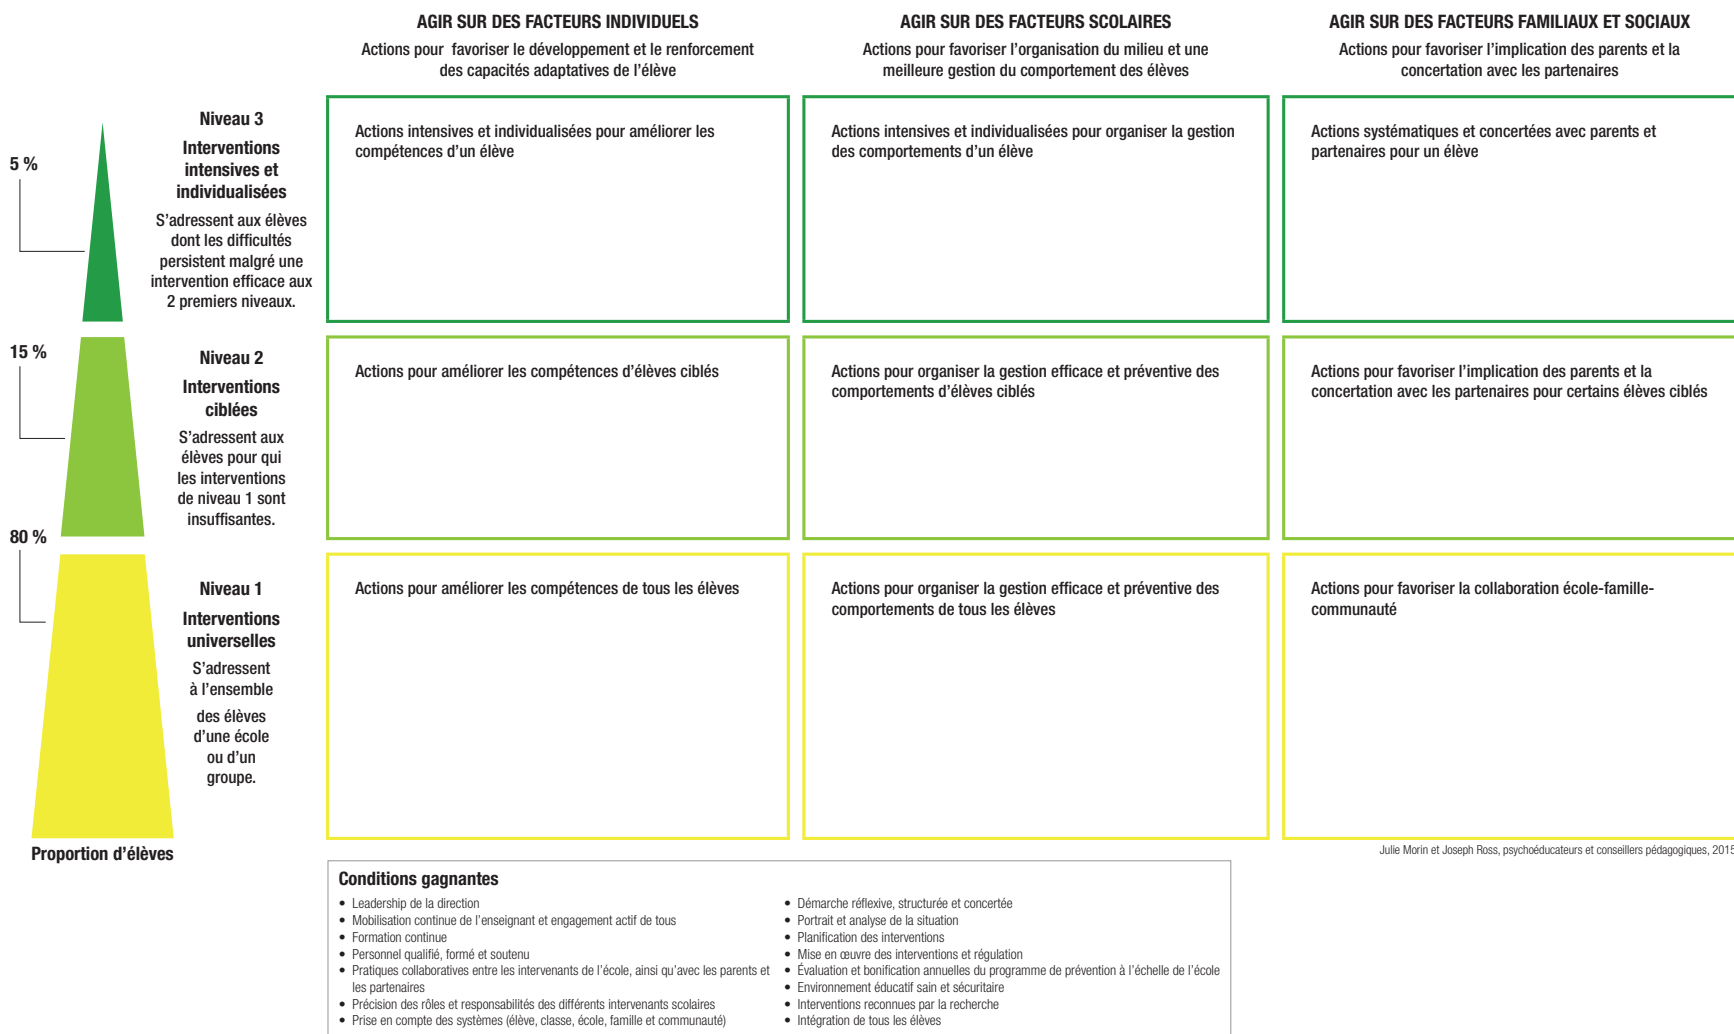 AGIR SUR DES FACTEURS INDIVIDUELS
Actions pour favoriser le développement et le renforcement
des capacités adaptatives de l'élève
AGIR SUR DES FACTEURS SCOLAIRES
Actions pour favoriser l'organisation du milieu et une
meilleure gestion du comportement des élèves
AGIR SUR DES FACTEURS FAMILIAUX ET SOCIAUX
Actions pour favoriser l'implication des parents et la
concertation avec les partenaires
5 %
Niveau 3
Interventions
intensives et
individualisées
S'adressent aux élèves
dont les difficultés
persistent malgré une
intervention efficace aux
2 premiers niveaux.
Actions intensives et individualisées pour améliorer les
compétences d'un élève
Actions intensives et individualisées pour organiser la gestion
des comportements d'un élève
Actions systématiques et concertées avec parents et
partenaires pour un élève
15 %
Niveau 2
Interventions
ciblées
S'adressent aux
élèves pour qui
les interventions
de niveau 1 sont
insuffisantes.
Actions pour améliorer les compétences d'élèves ciblés
Actions pour organiser la gestion efficace et préventive des
comportements d'élèves ciblés
Actions pour favoriser l'implication des parents et la
concertation avec les partenaires pour certains élèves ciblés
80 %
Niveau 1
Interventions
universelles
S'adressent
à l'ensemble
des élèves
d'une école
ou d'un
groupe.
Actions pour améliorer les compétences de tous les élèves
Actions pour organiser la gestion efficace et préventive des
comportements de tous les élèves
Actions pour favoriser la collaboration école-famille-
communauté
Proportion d'élèves
Julie Morin et Joseph Ross, psychoéducateurs et conseillers pédagogiques, 2015
Conditions gagnantes
• Leadership de la direction
• Mobilisation continue de l'enseignant et engagement actif de tous
• Formation continue
• Personnel qualifié, formé et soutenu
• Pratiques collaboratives entre les intervenants de l'école, ainsi qu'avec les parents et
les partenaires
• Précision des rôles et responsabilités des différents intervenants scolaires
• Prise en compte des systèmes (élève, classe, école, famille et communauté)
• Démarche réflexive, structurée et concertée
• Portrait et analyse de la situation
• Planification des interventions
• Mise en œuvre des interventions et régulation
• Évaluation et bonification annuelles du programme de prévention à l'échelle de l'école
• Environnement éducatif sain et sécuritaire
• Interventions reconnues par la recherche
• Intégration de tous les élèves